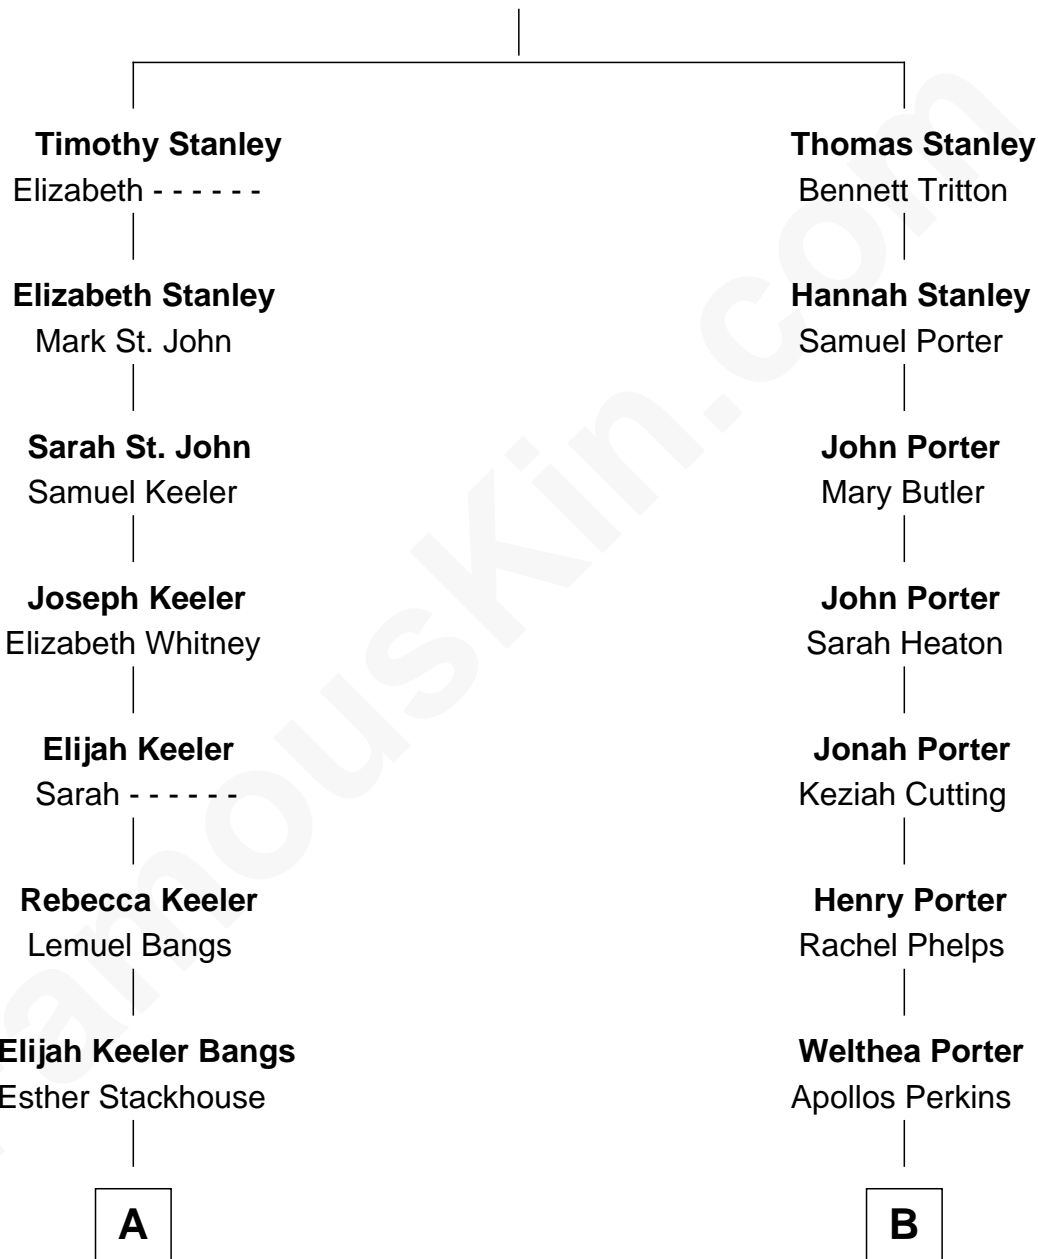 Timothy Stanley
Elizabeth - - - - - -
Thomas Stanley
Bennett Tritton
Elizabeth Stanley
Mark St. John
Hannah Stanley
Samuel Porter
Sarah St. John
Samuel Keeler
John Porter
Mary Butler
Joseph Keeler
Elizabeth Whitney
John Porter
Sarah Heaton
Elijah Keeler
Sarah - - - - - -
Jonah Porter
Keziah Cutting
Rebecca Keeler
Lemuel Bangs
Henry Porter
Rachel Phelps
Elijah Keeler Bangs
Esther Stackhouse
Welthea Porter
Apollos Perkins
A
B
FamousKin.com